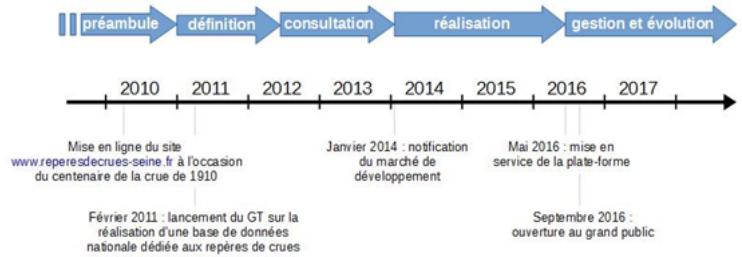 préambule définition consultation réalisation gestion et évolution
2010 2011 2012 2013 2014 2015 2016 2017
Mise en ligne du site
www.reperesdecrues-seine.fr à l'occasion
du centenaire de la crue de 1910
Janvier 2014 : notification
du marché de
développement
Mai 2016 : mise en
service de la plate-forme
Février 2011 : lancement du GT sur la
réalisation d'une base de données
nationale dédiée aux repères de crues
Septembre 2016 :
ouverture au grand public